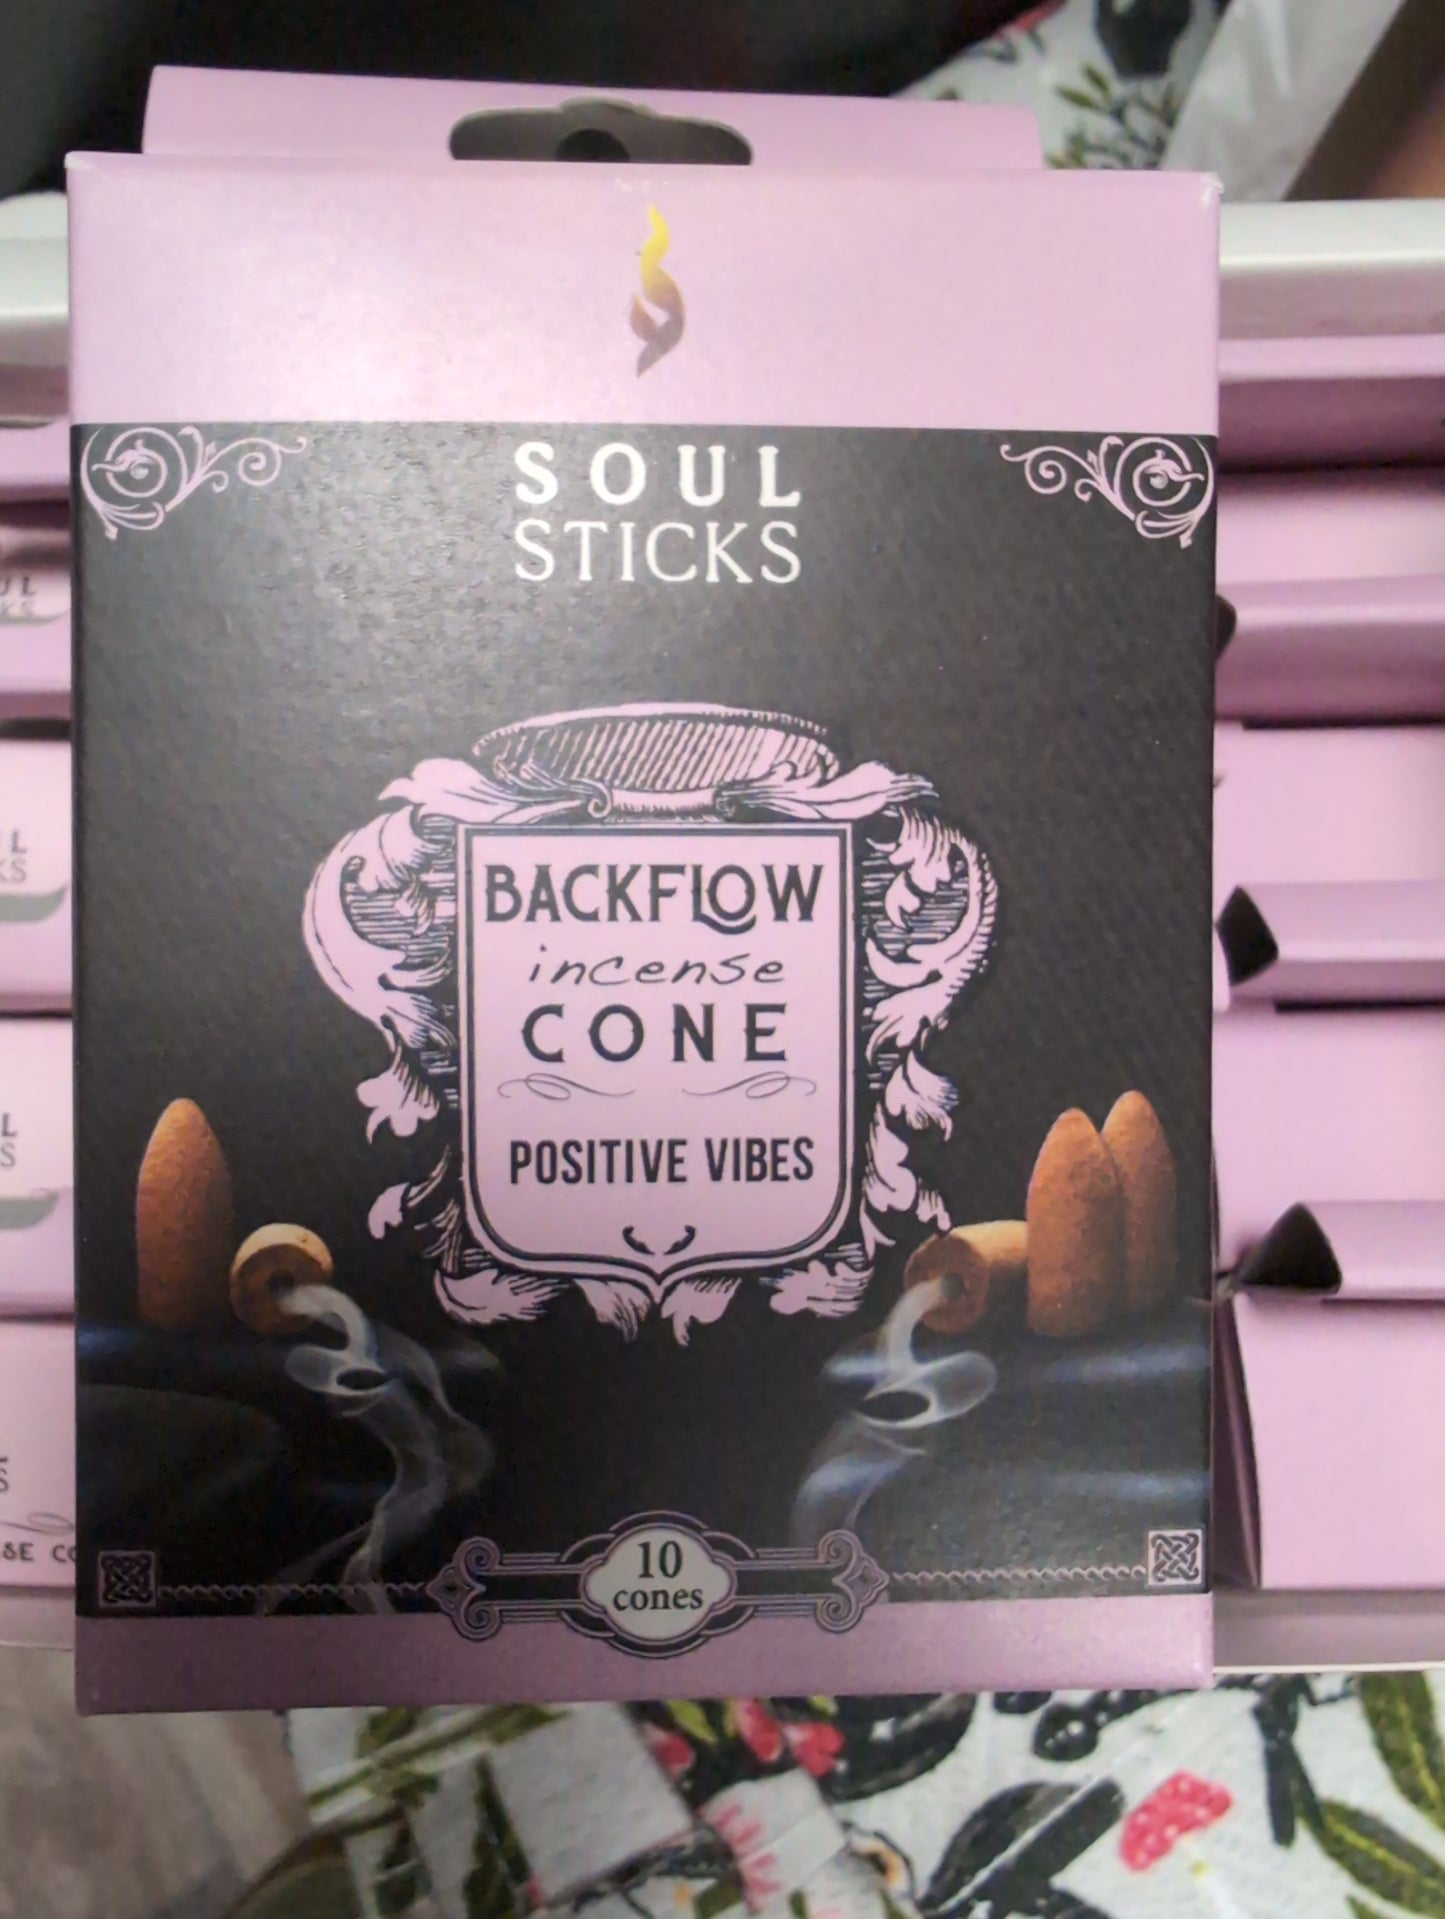 SOUL
STICKS
BACKFLOW
incense
CONE
POSITIVE VIBES
10
cones